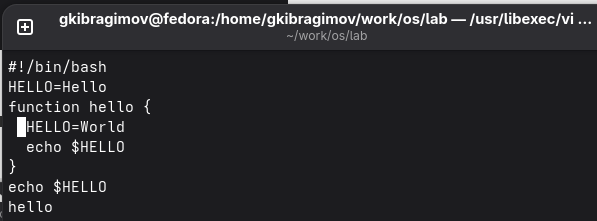 gkibragimov@fedora:/home/gkibragimov/work/os/lab — /usr/libexec/vi ...
~/work/os/lab
#!/bin/bash
HELLO=Hello
function hello {
  HELLO=World
  echo $HELLO
}
echo $HELLO
hello